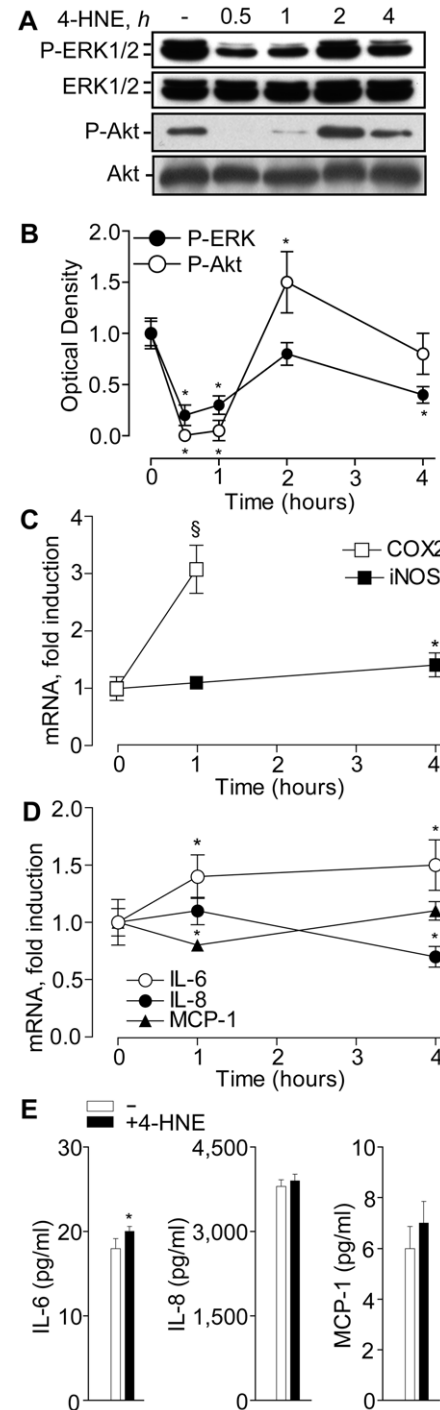 A 4-HNE, h - 0.5 1 2 4
P-ERK1/2
ERK1/2
P-Akt
Akt
B
P-ERK
P-Akt
Optical Density
2.0
1.5
1.0
0.5
0.0
* * * * * *
0 1 2 3 4
Time (hours)
C
mRNA, fold induction
4
3
2
1
0
§
COX2
iNOS
*
0 1 2 3 4
Time (hours)
D
mRNA, fold induction
2.0
1.5
1.0
0.5
0.0
* * * *
IL-6
IL-8
MCP-1
0 1 2 3 4
Time (hours)
E
-
+4-HNE
IL-6 (pg/ml)
30
20
10
0
*
IL-8 (pg/ml)
4,500
3,000
1,500
0
MCP-1 (pg/ml)
10
8
6
4
2
0